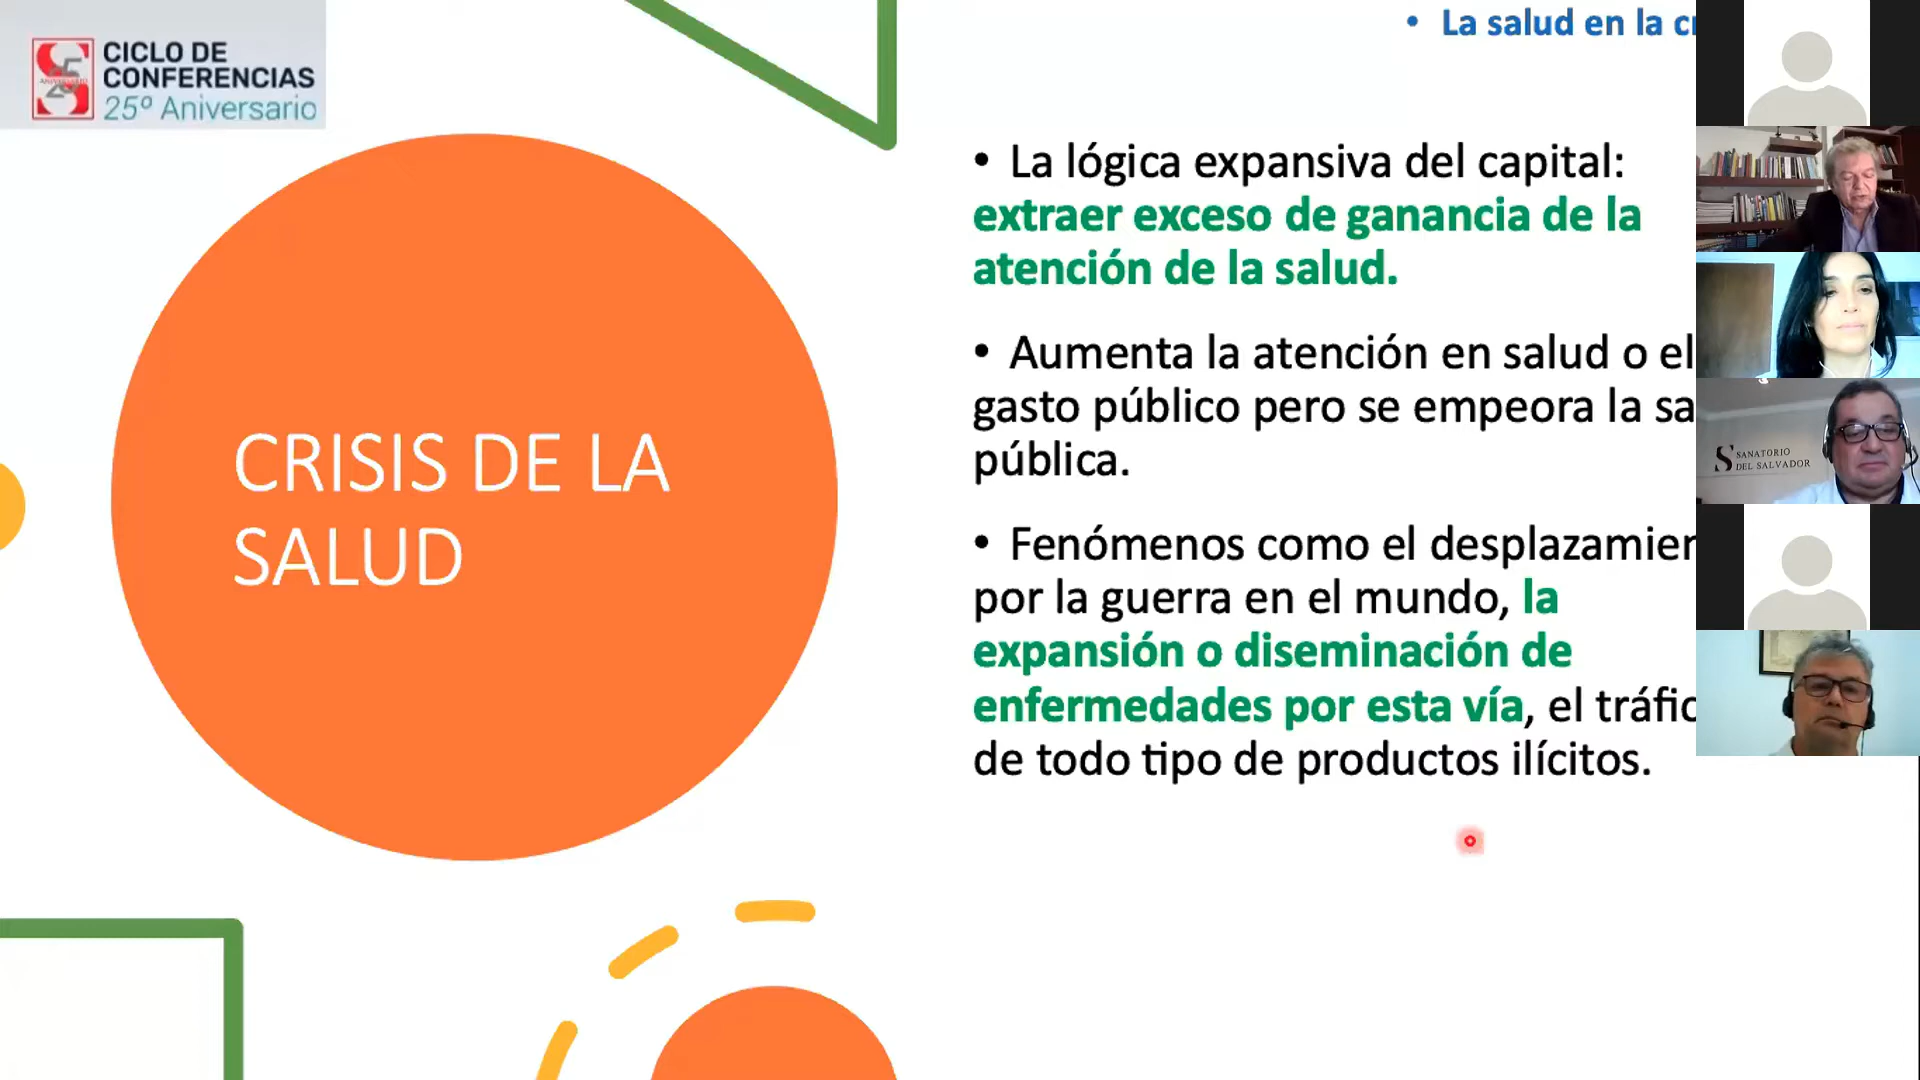 CICLO DE
CONFERENCIAS
25º Aniversario
• La salud en la
CRISIS DE LA
SALUD
• La lógica expansiva del capital:
extraer exceso de ganancia de la
atención de la salud.
• Aumenta la atención en salud o el
gasto público pero se empeora la
pública.
• Fenómenos como el
por la guerra en el mundo, la
expansión o diseminación de
enfermedades por esta vía, el
de todo tipo de productos ilícitos.
SANATORIO
DEL SALVADOR